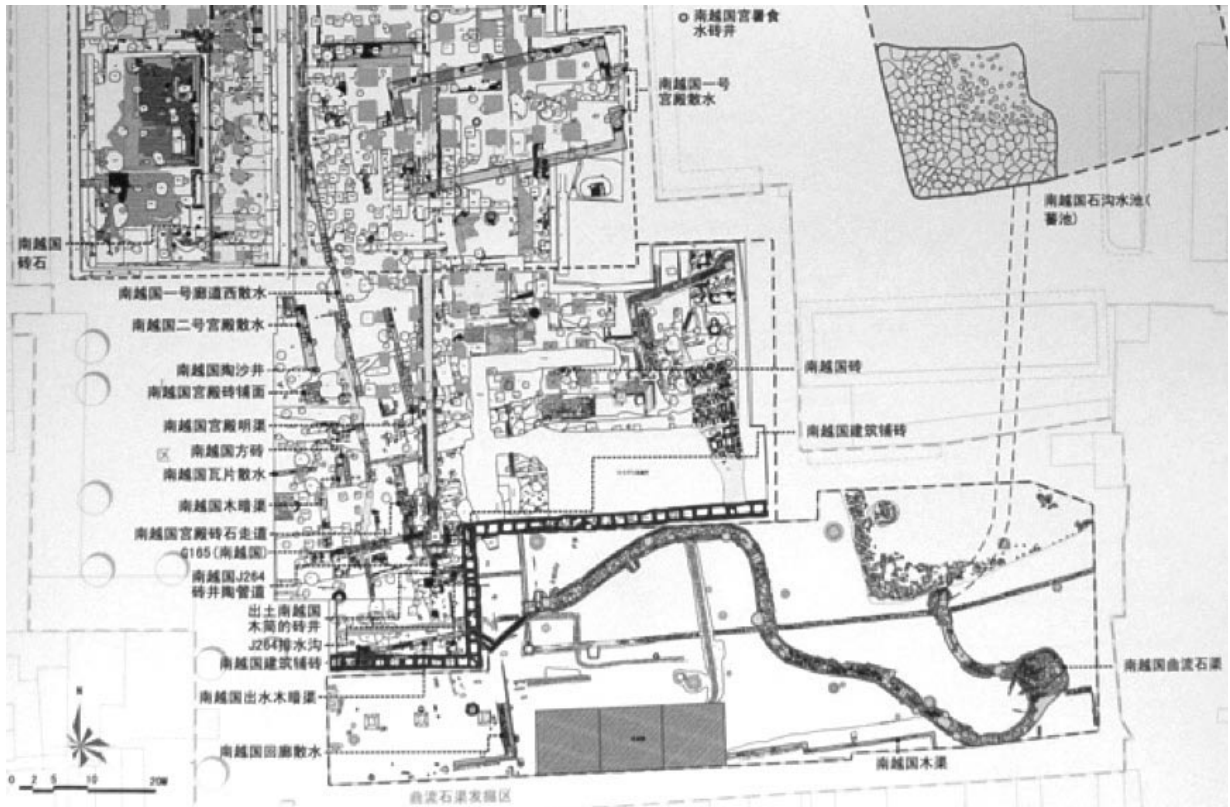 南越国宫署食
水砖井
南越国一号
宫殿散水
南越国石沟水池(
蓄池)
南越国
砖石
南越国一号廊道西散水
南越国二号宫殿散水
南越国陶沙井
南越国宫殿砖铺面
南越国宫殿明渠
南越国方砖
区
南越国瓦片散水
南越国木暗渠
南越国宫殿砖石走道
G165(南越国)
南越国J264
砖井陶管道
出土南越国
木简的砖井
J264排水沟
南越国建筑铺砖
南越国出水木暗渠
南越国回廊散水
南越国砖
南越国建筑铺砖
南越国曲流石渠
南越国木渠
N
0 2 5 10 20M
曲流石渠发掘区